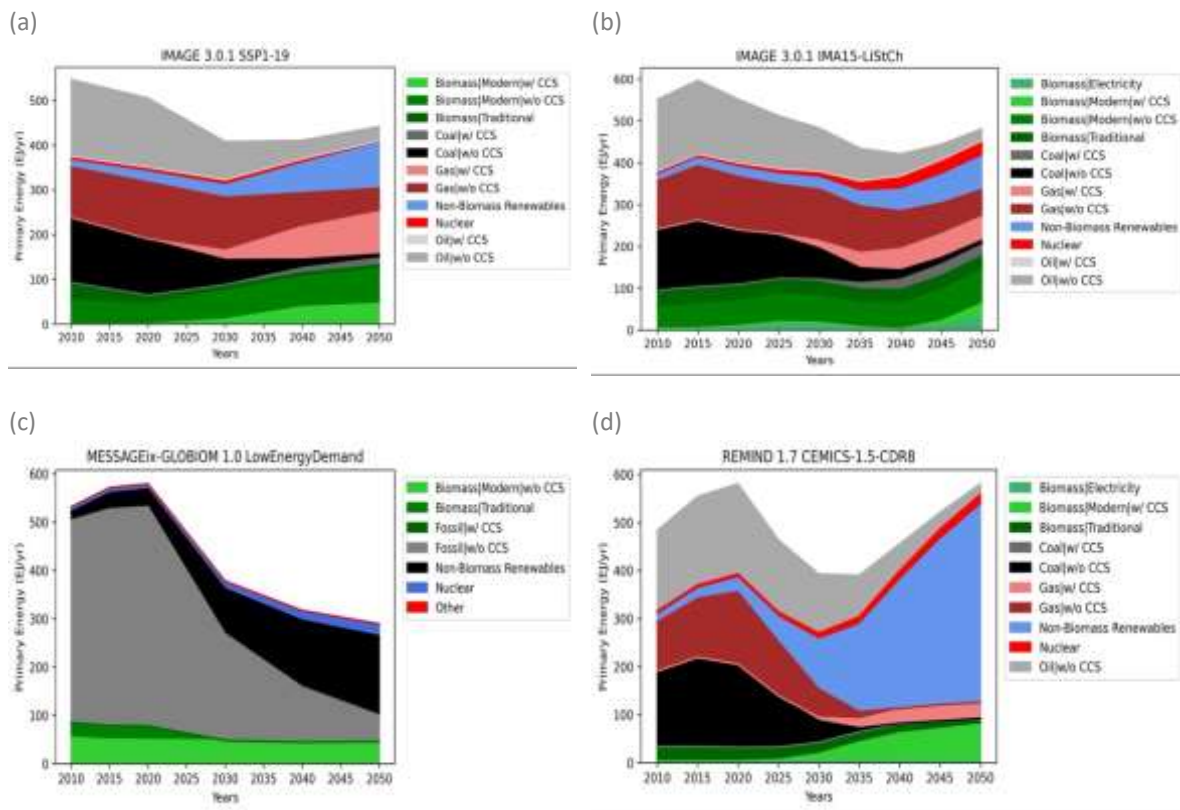 (a)
IMAGE 3.0.1 SSP1-19
Primary Energy (EJ/yr)
500
400
300
200
100
0
2010 2015 2020 2025 2030 2035 2040 2045 2050
Years
Biomass|Modern|w/ CCS
Biomass|Modern|w/o CCS
Biomass|Traditional
Coal|w/ CCS
Coal|w/o CCS
Gas|w/ CCS
Gas|w/o CCS
Non-Biomass Renewables
Nuclear
Oil|w/ CCS
Oil|w/o CCS
(b)
IMAGE 3.0.1 IMA15-LiStCh
Primary Energy (EJ/yr)
600
500
400
300
200
100
0
2010 2015 2020 2025 2030 2035 2040 2045 2050
Years
Biomass|Electricity
Biomass|Modern|w/ CCS
Biomass|Modern|w/o CCS
Biomass|Traditional
Coal|w/ CCS
Coal|w/o CCS
Gas|w/ CCS
Gas|w/o CCS
Non-Biomass Renewables
Nuclear
Oil|w/ CCS
Oil|w/o CCS
(c)
MESSAGEix-GLOBIOM 1.0 LowEnergyDemand
Primary Energy (EJ/yr)
600
500
400
300
200
100
0
2010 2015 2020 2025 2030 2035 2040 2045 2050
Years
Biomass|Modern|w/o CCS
Biomass|Traditional
Fossil|w/ CCS
Fossil|w/o CCS
Non-Biomass Renewables
Nuclear
Other
(d)
REMIND 1.7 CEMICS-1.5-CDR8
Primary Energy (EJ/yr)
600
500
400
300
200
100
0
2010 2015 2020 2025 2030 2035 2040 2045 2050
Years
Biomass|Electricity
Biomass|Modern|w/ CCS
Biomass|Traditional
Coal|w/ CCS
Coal|w/o CCS
Gas|w/ CCS
Gas|w/o CCS
Non-Biomass Renewables
Nuclear
Oil|w/o CCS